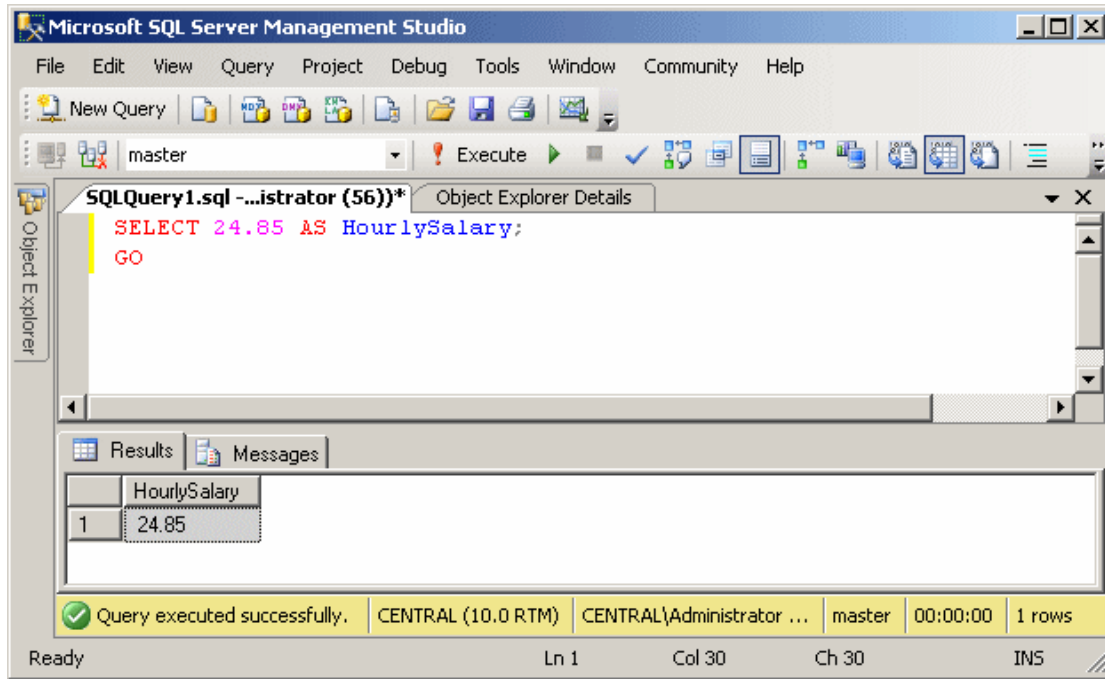 Microsoft SQL Server Management Studio
File Edit View Query Project Debug Tools Window Community Help
New Query
master Execute
SQLQuery1.sql -...istrator (56))* Object Explorer Details
Object Explorer
SELECT 24.85 AS HourlySalary;
GO
Results Messages
HourlySalary
1 24.85
Query executed successfully. CENTRAL (10.0 RTM) CENTRAL\Administrator ... master 00:00:00 1 rows
Ready Ln 1 Col 30 Ch 30 INS